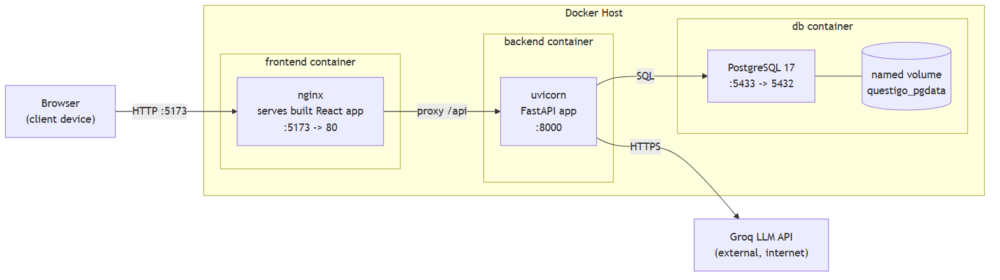 Docker Host
frontend container
backend container
db container
Browser
(client device)
HTTP :5173
nginx
serves built React app
:5173 -> 80
proxy /api
uvicorn
FastAPI app
:8000
SQL
HTTPS
PostgreSQL 17
:5433 -> 5432
named volume
questigo_pgdata
Groq LLM API
(external, internet)